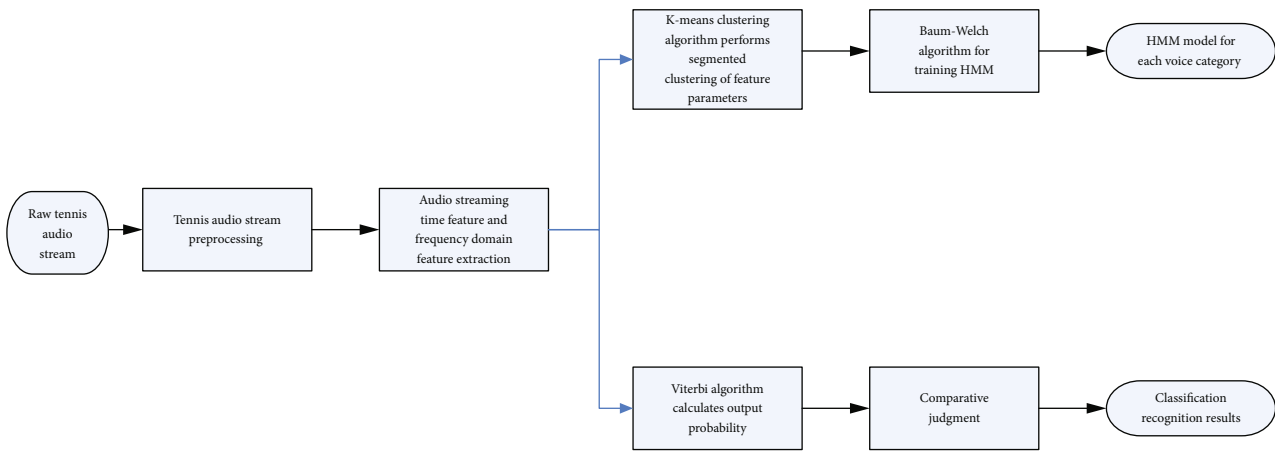 Raw tennis
audio
stream
Tennis audio stream
preprocessing
Audio streaming
time feature and
frequency domain
feature extraction
K-means clustering
algorithm performs
segmented
clustering of feature
parameters
Baum-Welch
algorithm for
training HMM
HMM model for
each voice category
Viterbi algorithm
calculates output
probability
Comparative
judgment
Classification
recognition results